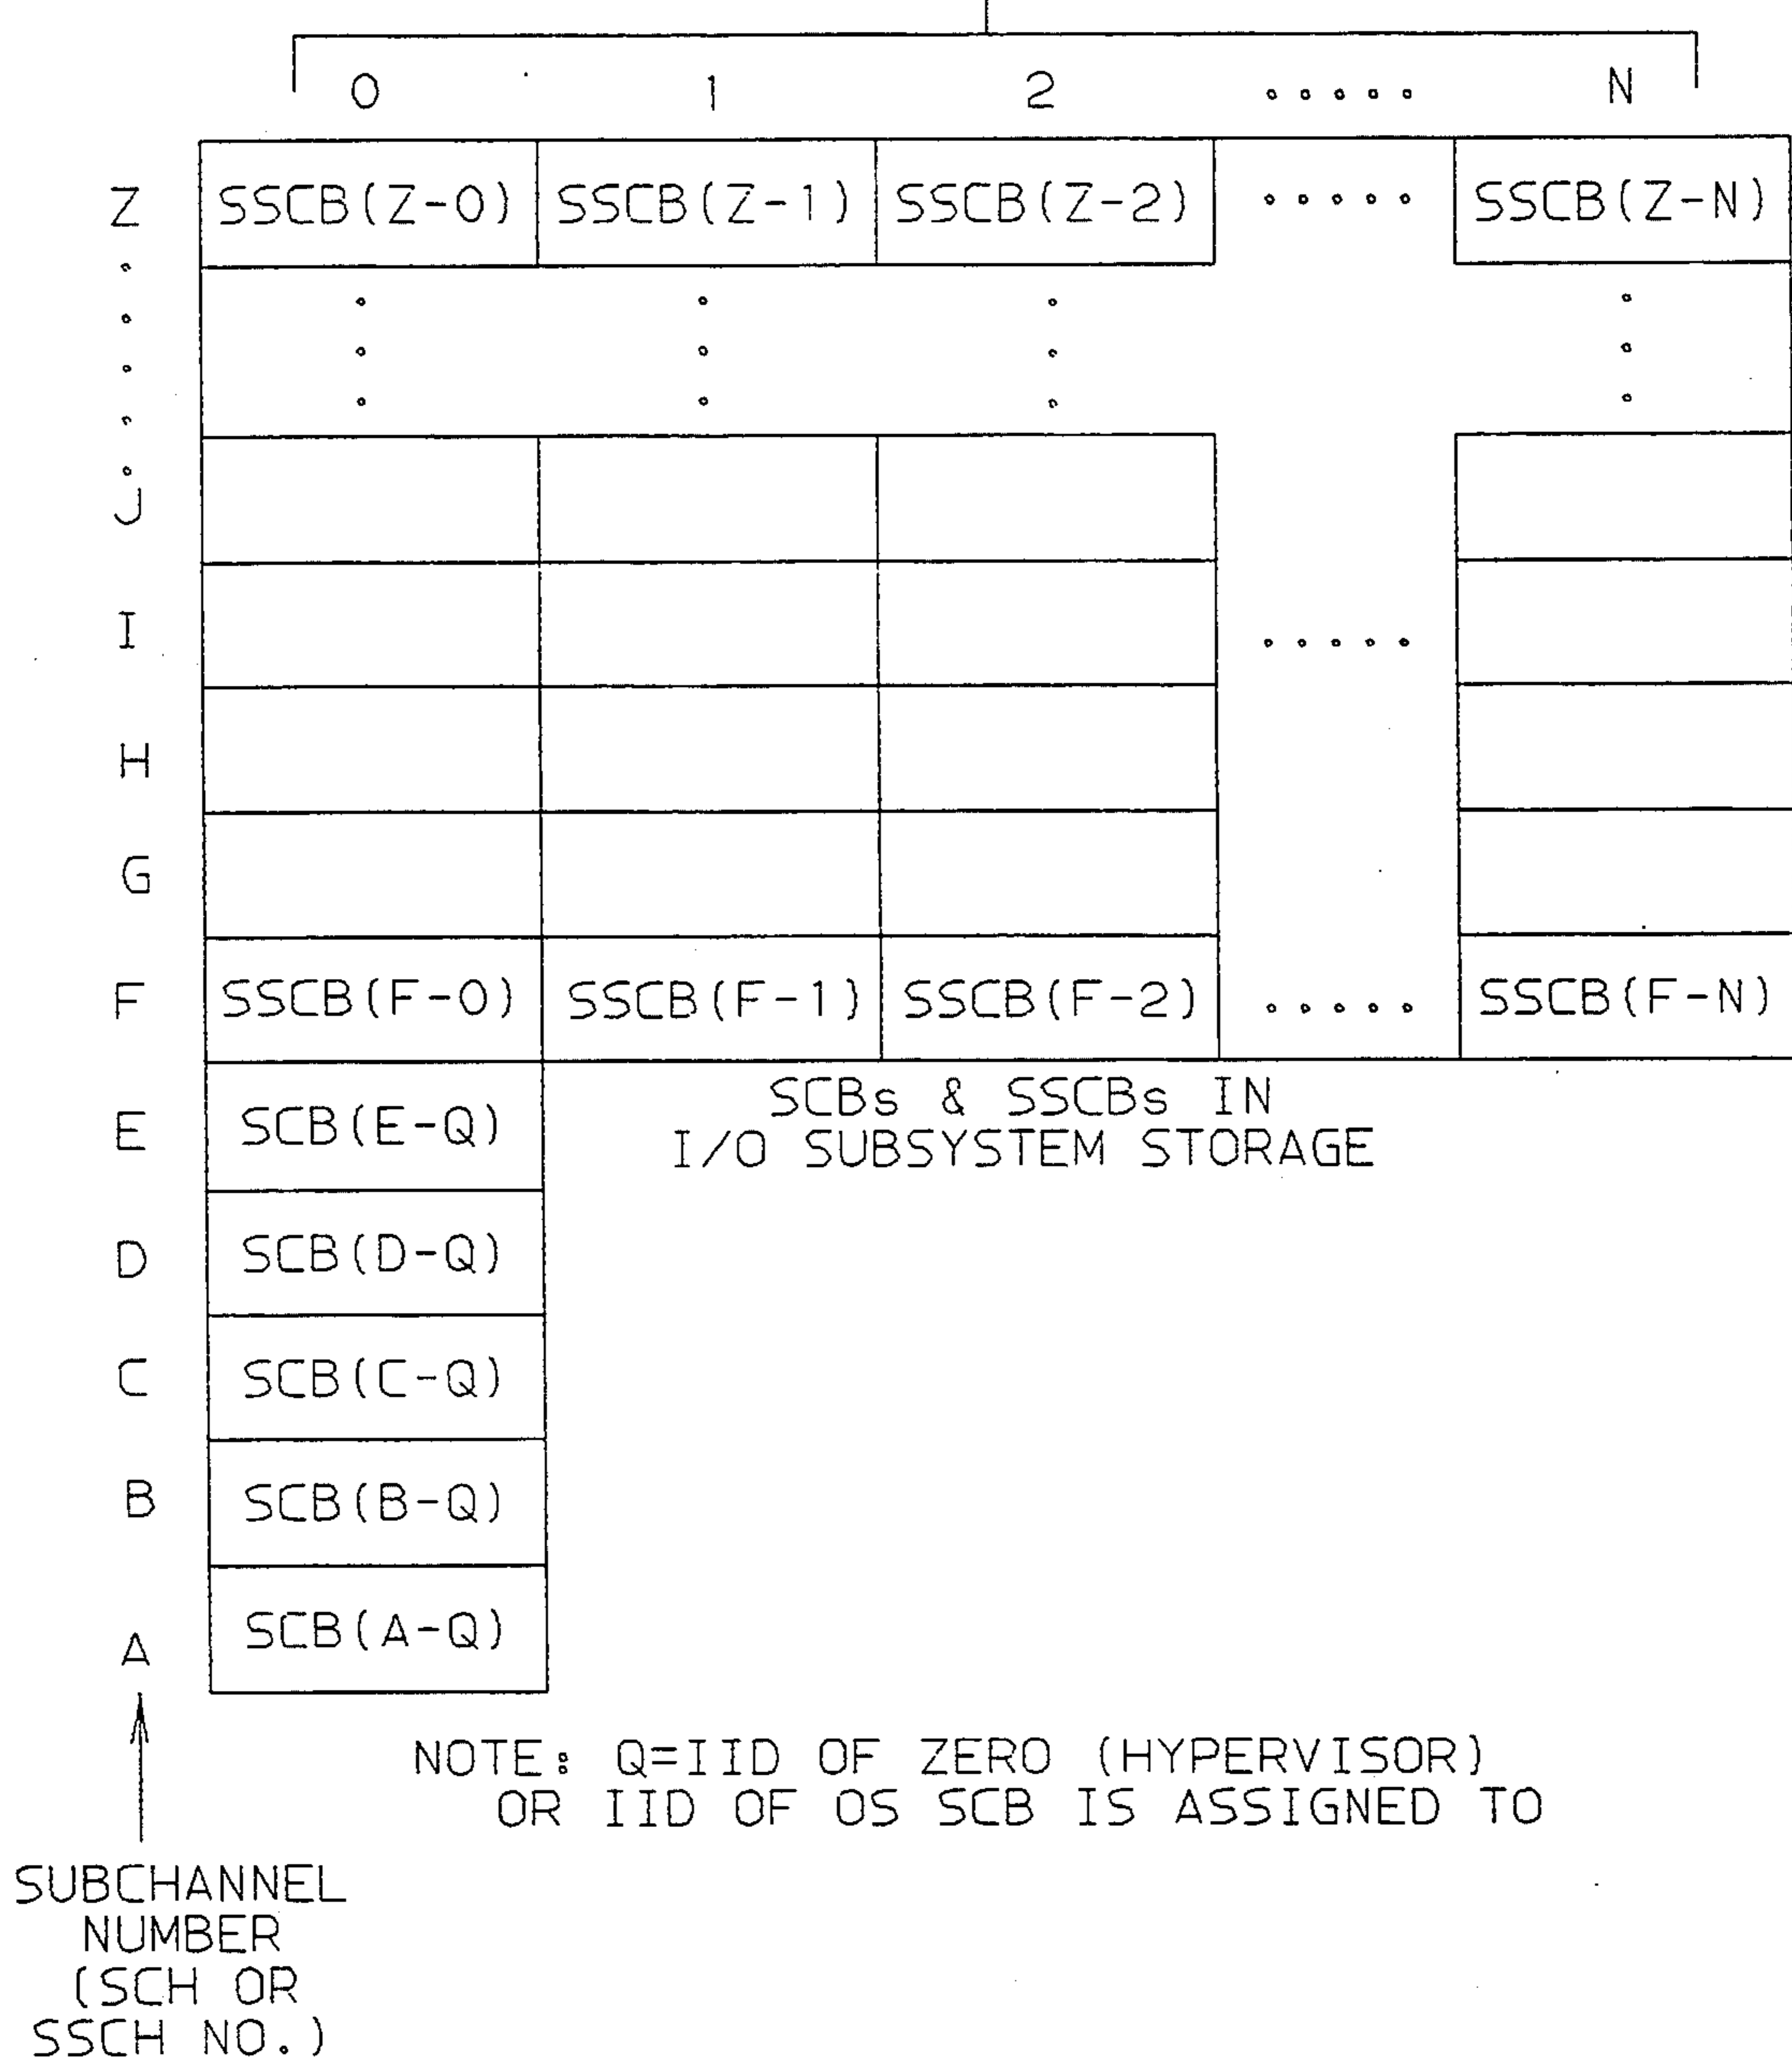 0 1 2 ..... N
Z SSCB(Z-0) SSCB(Z-1) SSCB(Z-2) ..... SSCB(Z-N)
J
I .....
H
G
F SSCB(F-0) SSCB(F-1) SSCB(F-2) ..... SSCB(F-N)
SCBs & SSCBs IN
I/O SUBSYSTEM STORAGE
E SCB(E-Q)
D SCB(D-Q)
C SCB(C-Q)
B SCB(B-Q)
A SCB(A-Q)
NOTE: Q=IID OF ZERO (HYPERVISOR)
OR IID OF OS SCB IS ASSIGNED TO
SUBCHANNEL
NUMBER
(SCH OR
SSCH NO.)